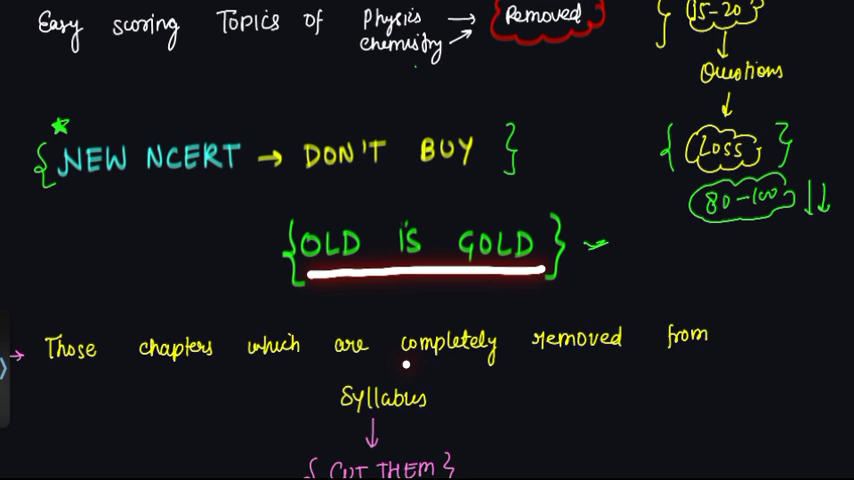 Easy scoring Topics of Physics → Removed
chemistry →
15-20
↓
Questions
↓
{ Loss }
80-100 ↓↓
{ NEW NCERT → DON'T BUY }
{ OLD IS GOLD }
→ Those chapters which are completely removed from
Syllabus
↓
{ CUT THEM }